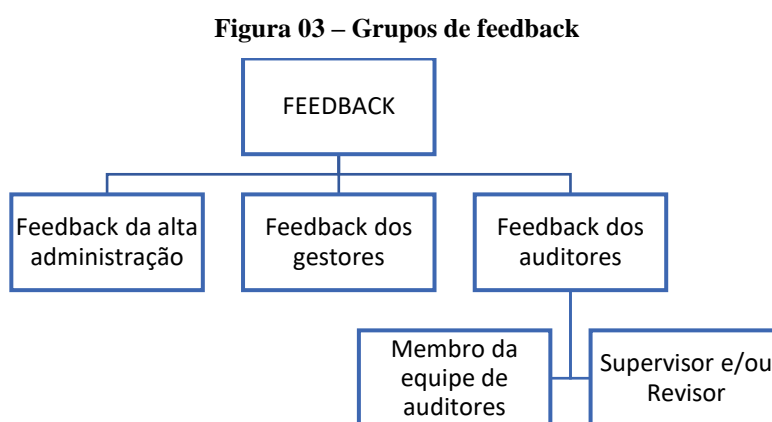 Figura 03 – Grupos de feedback
FEEDBACK
Feedback da alta
administração
Feedback dos
gestores
Feedback dos
auditores
Membro da
equipe de
auditores
Supervisor e/ou
Revisor